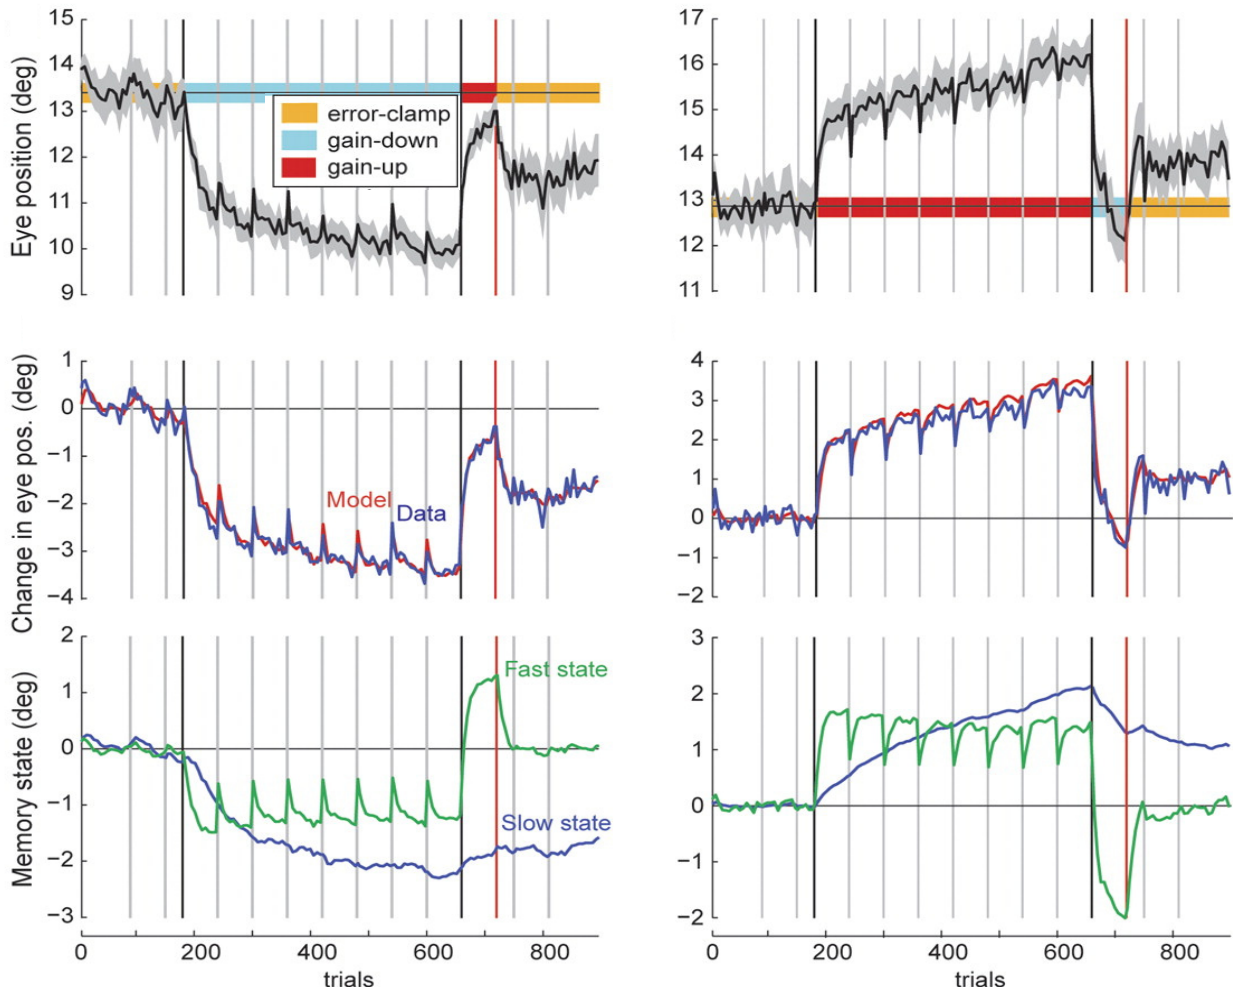 Eye position (deg)
15
14
13
12
11
10
9
error-clamp
gain-down
gain-up
17
16
15
14
13
12
11
Change in eye pos. (deg)
1
0
−1
−2
−3
−4
Model
Data
4
3
2
1
0
−1
−2
Memory state (deg)
2
1
0
−1
−2
−3
Fast state
Slow state
0 200 400 600 800
trials
3
2
1
0
−1
−2
0 200 400 600 800
trials